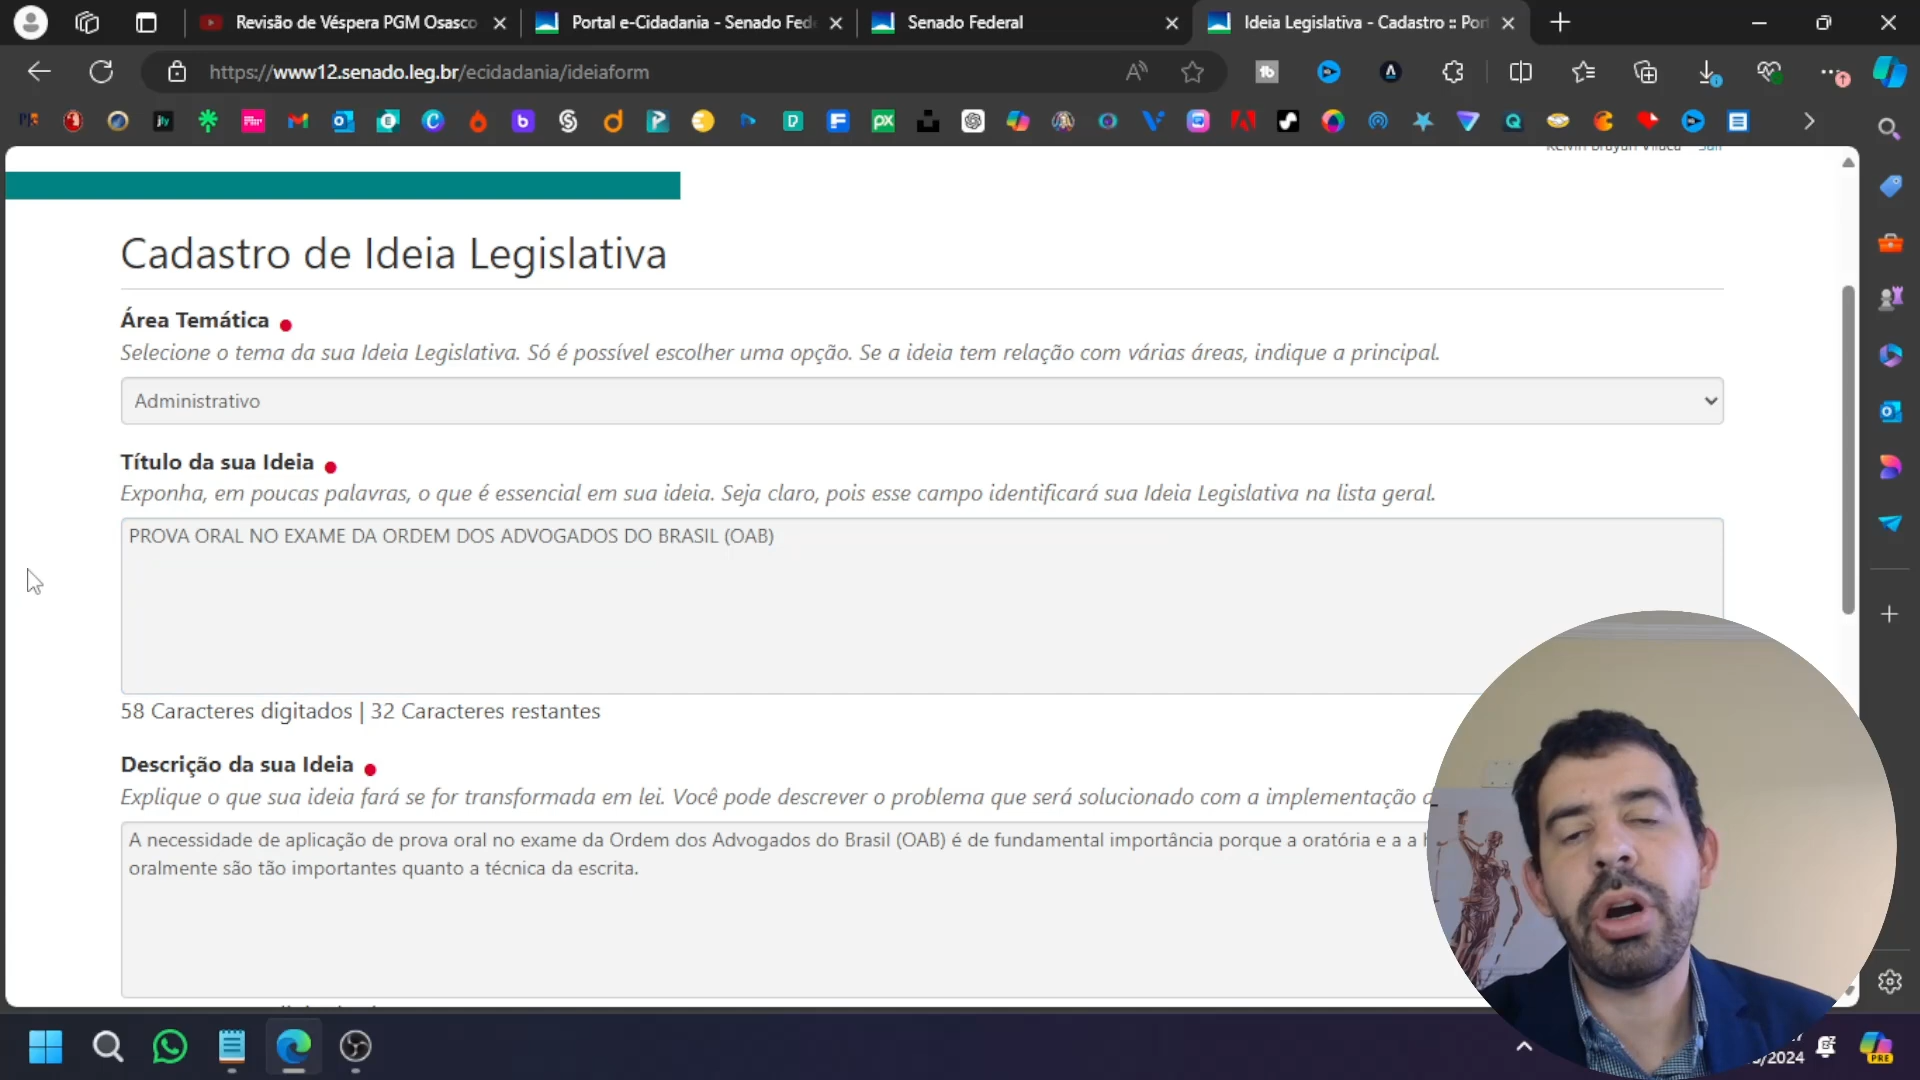 Revisão de Véspera PGM Osasco
Portal e-Cidadania - Senado Fed
Senado Federal
Ideia Legislativa - Cadastro :: Por
https://www12.senado.leg.br/ecidadania/ideiaform
Cadastro de Ideia Legislativa
Área Temática
Selecione o tema da sua Ideia Legislativa. Só é possível escolher uma opção. Se a ideia tem relação com várias áreas, indique a principal.
Administrativo
Título da sua Ideia
Exponha, em poucas palavras, o que é essencial em sua ideia. Seja claro, pois esse campo identificará sua Ideia Legislativa na lista geral.
PROVA ORAL NO EXAME DA ORDEM DOS ADVOGADOS DO BRASIL (OAB)
58 Caracteres digitados | 32 Caracteres restantes
Descrição da sua Ideia
Explique o que sua ideia fará se for transformada em lei. Você pode descrever o problema que será solucionado com a implementação
A necessidade de aplicação de prova oral no exame da Ordem dos Advogados do Brasil (OAB) é de fundamental importância porque a oratória e a a
oralmente são tão importantes quanto a técnica da escrita.
/2024
PRE